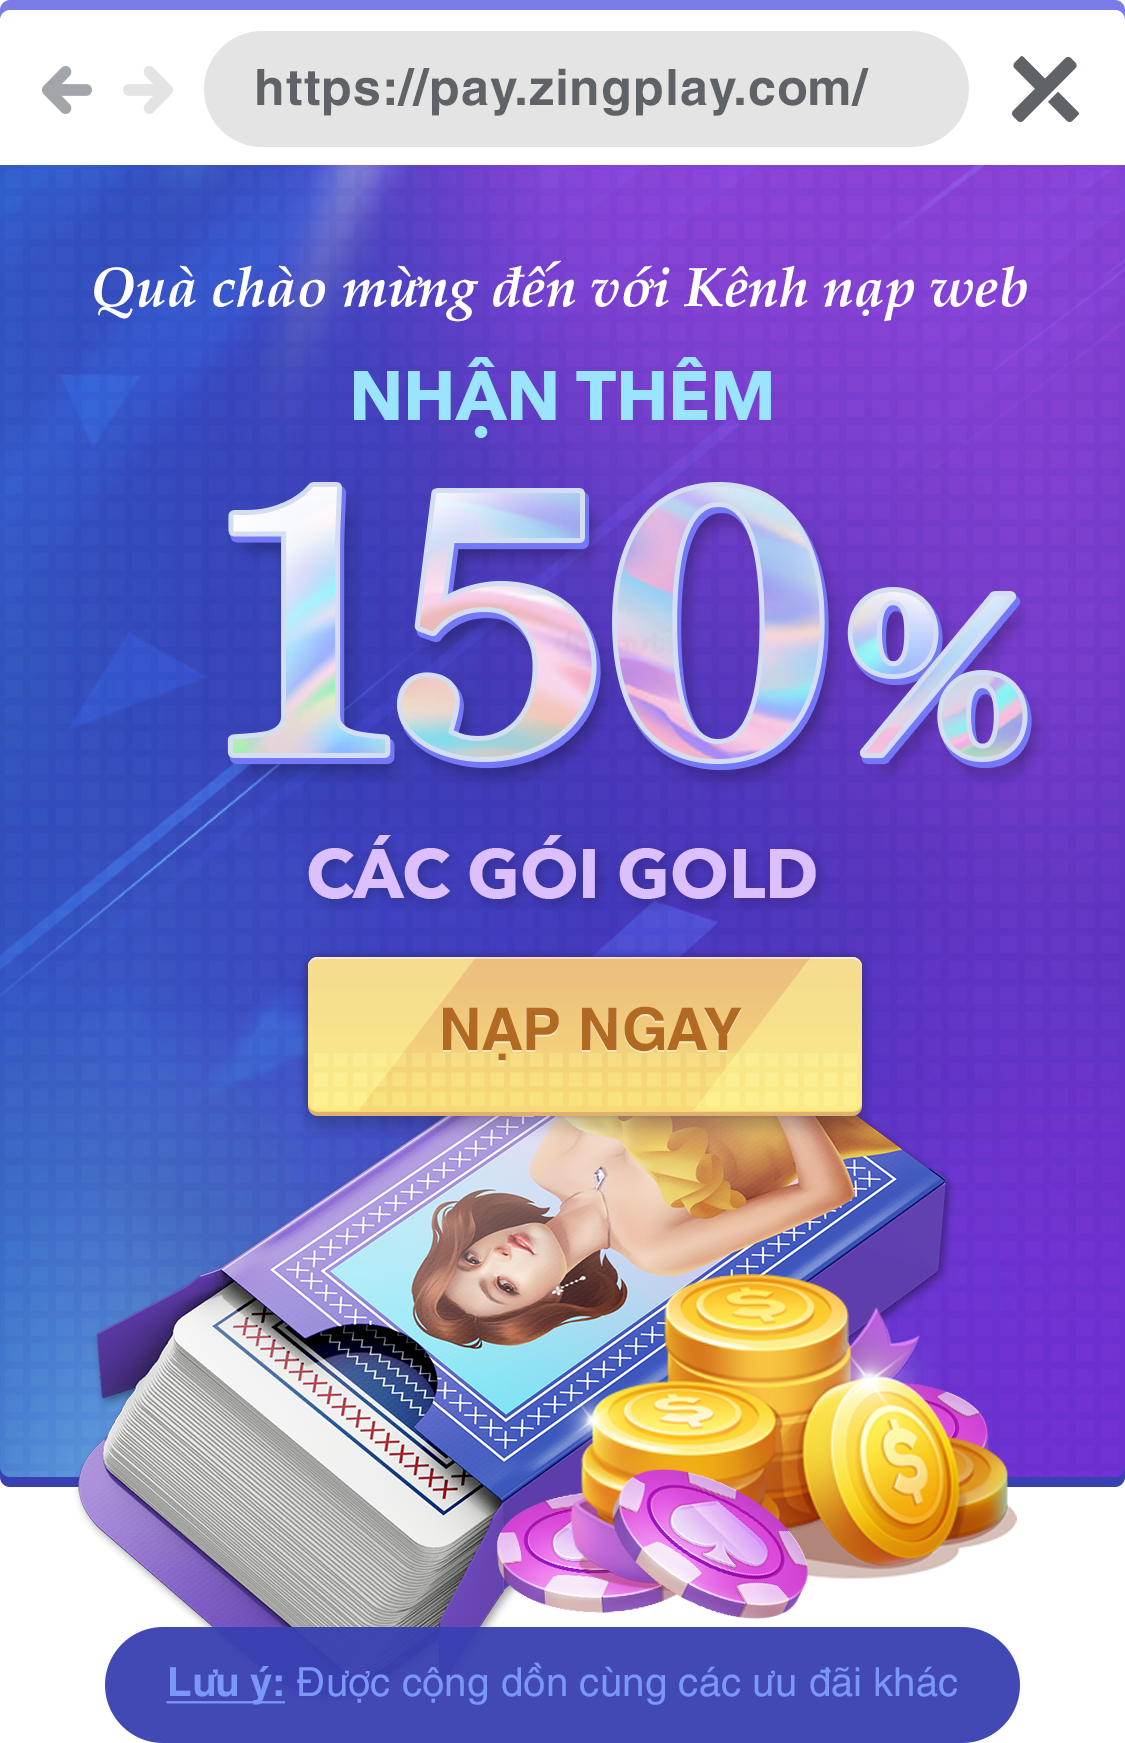 https://pay.zingplay.com/
Quà chào mừng đến với Kênh nạp web
NHẬN THÊM
150%
CÁC GÓI GOLD
NẠP NGAY
Lưu ý: Được cộng dồn cùng các ưu đãi khác